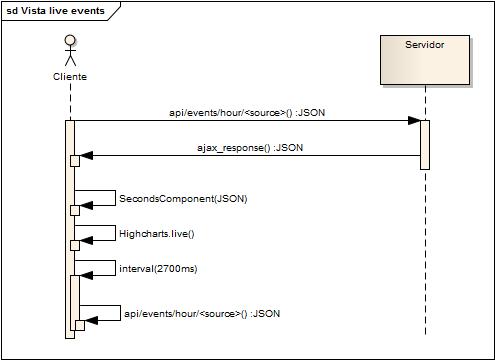 sd Vista live events
Cliente
Servidor
api/events/hour/<source>() :JSON
ajax_response() :JSON
SecondsComponent(JSON)
Highcharts.live()
interval(2700ms)
api/events/hour/<source>() :JSON